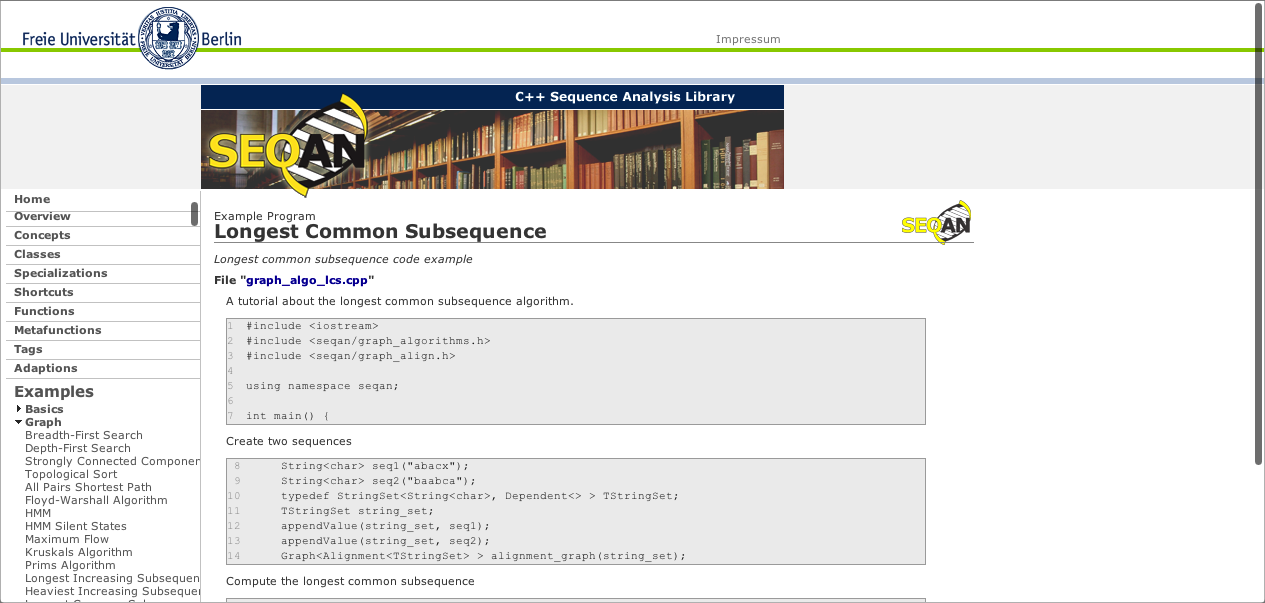 Freie Universität Berlin
Impressum
C++ Sequence Analysis Library
SEQAN
Home
Overview
Concepts
Classes
Specializations
Shortcuts
Functions
Metafunctions
Tags
Adaptions
Examples
Basics
Graph
Breadth-First Search
Depth-First Search
Strongly Connected Componen
Topological Sort
All Pairs Shortest Path
Floyd-Warshall Algorithm
HMM
HMM Silent States
Maximum Flow
Kruskals Algorithm
Prims Algorithm
Longest Increasing Subsequen
Heaviest Increasing Subseque
Example Program
Longest Common Subsequence
SEQAN
Longest common subsequence code example
File "graph_algo_lcs.cpp"
A tutorial about the longest common subsequence algorithm.
1 #include <iostream>
2 #include <seqan/graph_algorithms.h>
3 #include <seqan/graph_align.h>
4
5 using namespace seqan;
6
7 int main() {
Create two sequences
8 String<char> seq1("abacx");
9 String<char> seq2("baabca");
10 typedef StringSet<String<char>, Dependent<> > TStringSet;
11 TStringSet string_set;
12 appendValue(string_set, seq1);
13 appendValue(string_set, seq2);
14 Graph<Alignment<TStringSet> > alignment_graph(string_set);
Compute the longest common subsequence